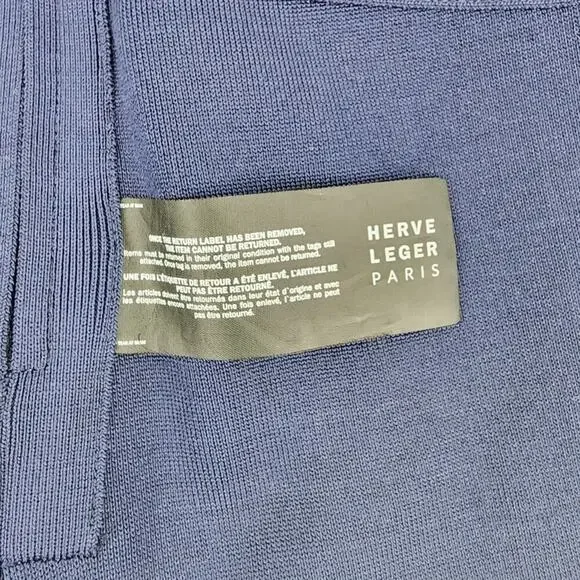 ONCE THE RETURN LABEL HAS BEEN REMOVED,
THE ITEM CANNOT BE RETURNED.
Items must be returned in their original condition with the tags still
attached. Once tag is removed, the item cannot be returned.
UNE FOIS L'ÉTIQUETTE DE RETOUR A ÉTÉ ENLEVÉ, L'ARTICLE NE
PEUT PAS ÊTRE RETOURNÉ.
Les articles doivent être retournés dans leur état d'origine et avec
les étiquettes encore attachées. Une fois enlevé, l'article ne peut
pas être retourné.
HERVE
LEGER
PARIS